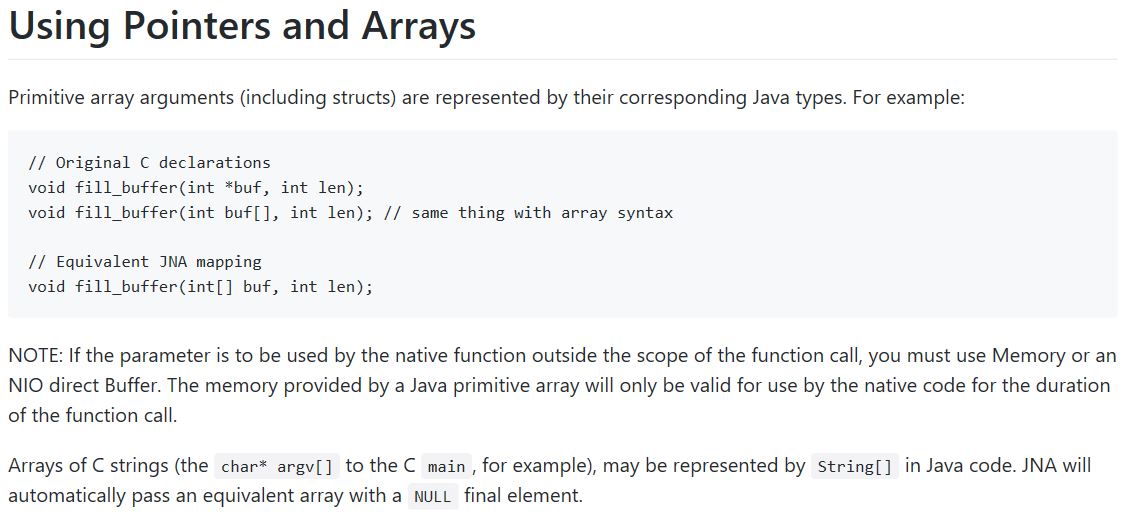 Using Pointers and Arrays
Primitive array arguments (including structs) are represented by their corresponding Java types. For example:
// Original C declarations
void fill_buffer(int *buf, int len);
void fill_buffer(int buf[], int len); // same thing with array syntax
// Equivalent JNA mapping
void fill_buffer(int[] buf, int len);
NOTE: If the parameter is to be used by the native function outside the scope of the function call, you must use Memory or an
NIO direct Buffer. The memory provided by a Java primitive array will only be valid for use by the native code for the duration
of the function call.
Arrays of C strings (the char* argv[] to the C main, for example), may be represented by String[] in Java code. JNA will
automatically pass an equivalent array with a NULL final element.